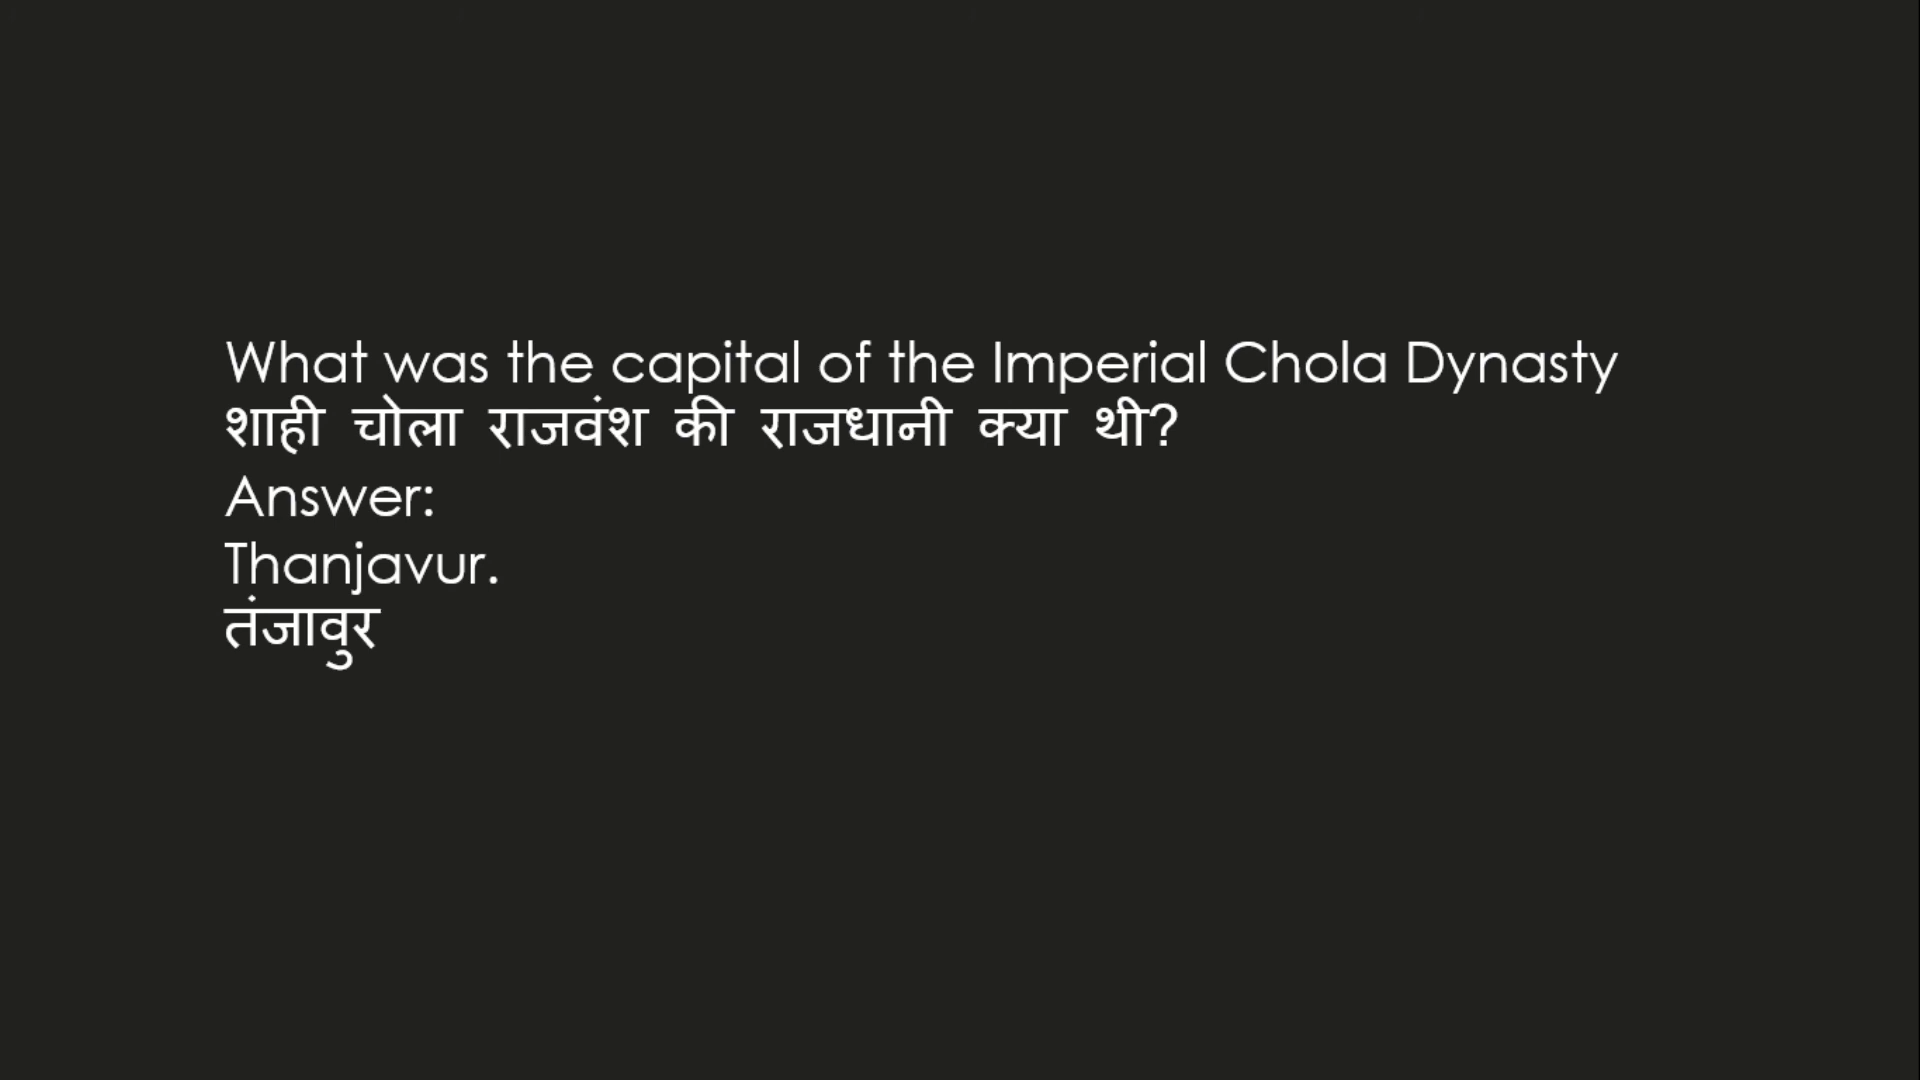 What was the capital of the Imperial Chola Dynasty
शाही चोला राजवंश की राजधानी क्या थी?
Answer:
Thanjavur.
तंजावुर